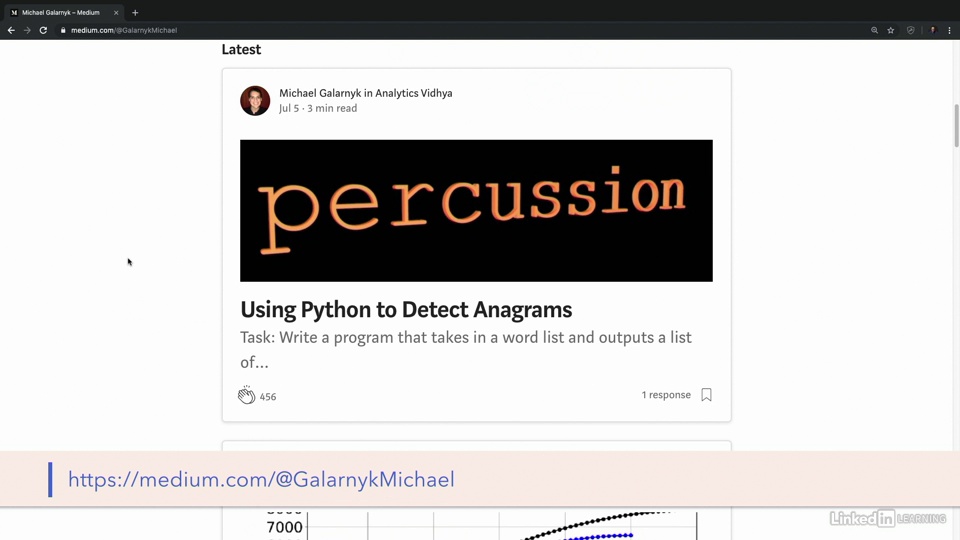 Michael Galarnyk – Medium
medium.com/@GalarnykMichael
Latest
Michael Galarnyk in Analytics Vidhya
Jul 5 · 3 min read
percussion
Using Python to Detect Anagrams
Task: Write a program that takes in a word list and outputs a list
of...
456
1 response
https://medium.com/@GalarnykMichael
7000
LinkedIn LEARNING